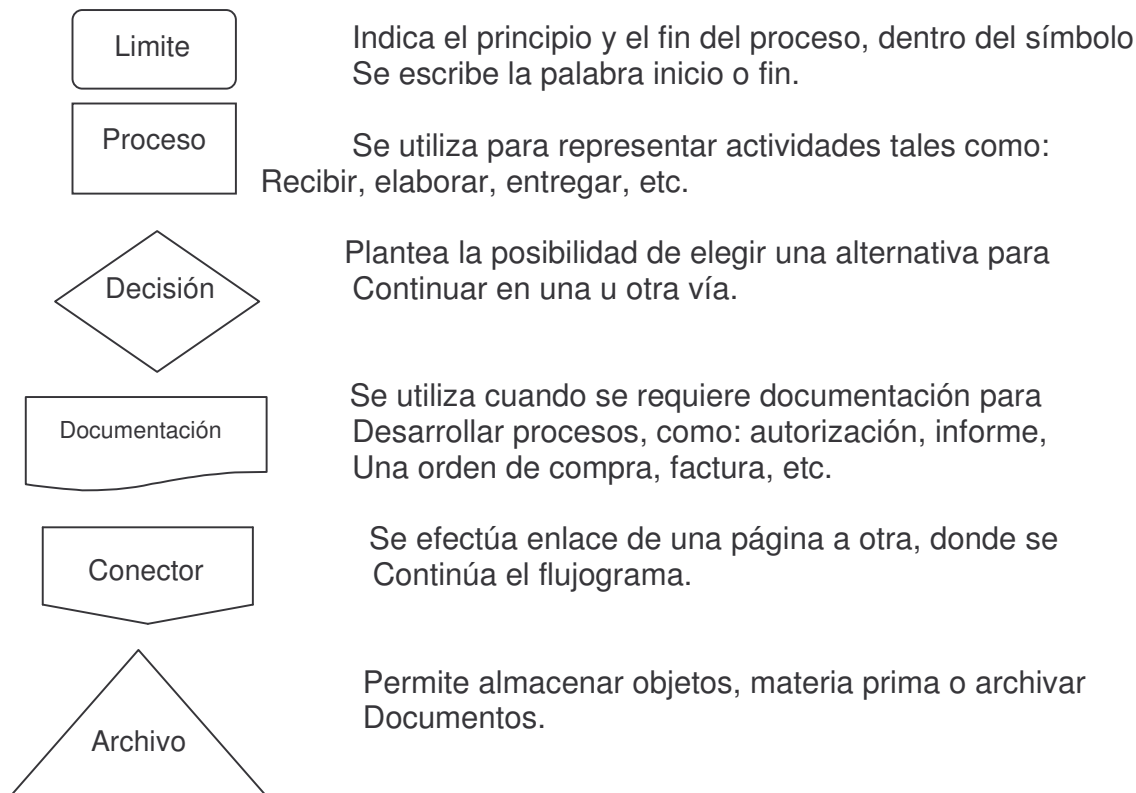 Limite
Indica el principio y el fin del proceso, dentro del símbolo
Se escribe la palabra inicio o fin.
Proceso
Se utiliza para representar actividades tales como:
Recibir, elaborar, entregar, etc.
Decisión
Plantea la posibilidad de elegir una alternativa para
Continuar en una u otra vía.
Documentación
Se utiliza cuando se requiere documentación para
Desarrollar procesos, como: autorización, informe,
Una orden de compra, factura, etc.
Conector
Se efectúa enlace de una página a otra, donde se
Continúa el flujograma.
Archivo
Permite almacenar objetos, materia prima o archivar
Documentos.